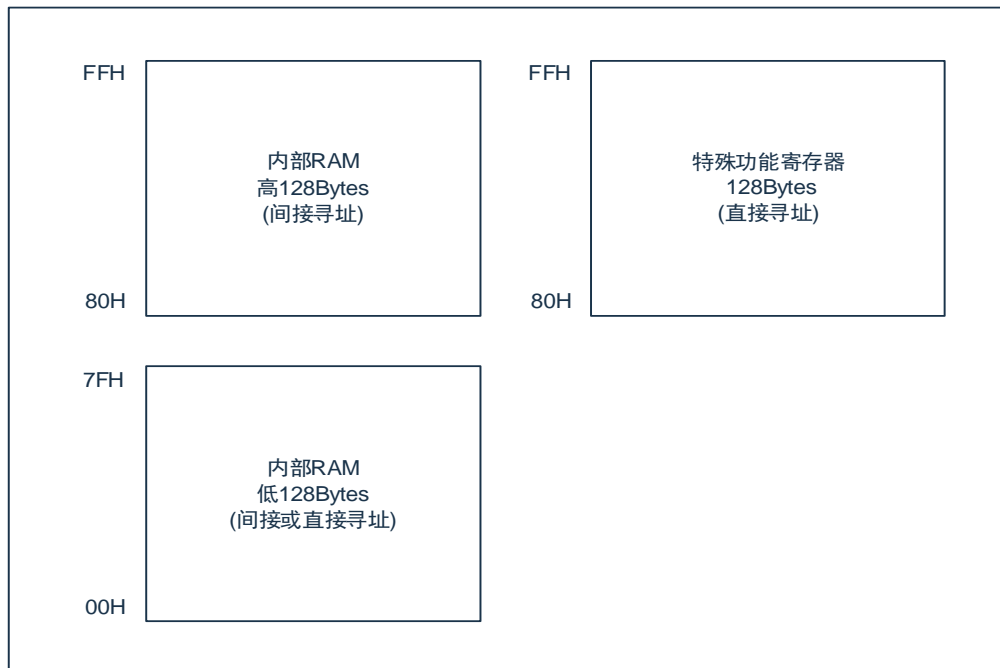 FFH
内部RAM
高128Bytes
(间接寻址)
80H
FFH
特殊功能寄存器
128Bytes
(直接寻址)
80H
7FH
内部RAM
低128Bytes
(间接或直接寻址)
00H